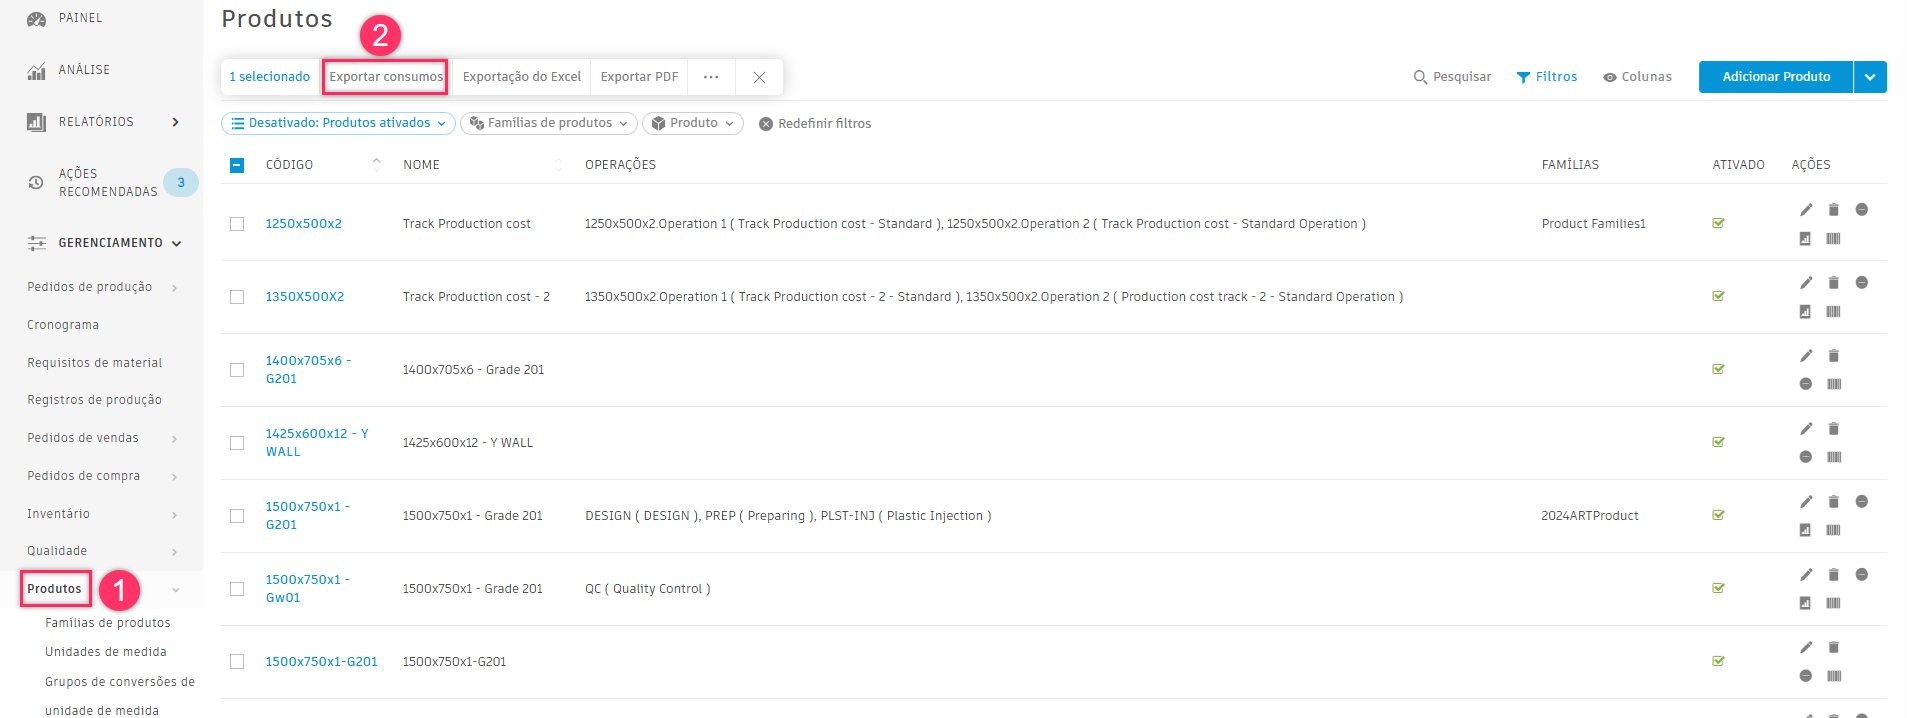 PAINEL
ANÁLISE
RELATÓRIOS
AÇÕES
RECOMENDADAS
3
GERENCIAMENTO
Pedidos de produção
Cronograma
Requisitos de material
Registros de produção
Pedidos de vendas
Pedidos de compra
Inventário
Qualidade
Produtos
1
Famílias de produtos
Unidades de medida
Grupos de conversões de
unidade de medida
Produtos
2
1 selecionado Exportar consumos Exportação do Excel Exportar PDF ...
Pesquisar Filtros Colunas Adicionar Produto
Desativado: Produtos ativados Famílias de produtos Produto Redefinir filtros
CÓDIGO NOME OPERAÇÕES FAMÍLIAS ATIVADO AÇÕES
1250x500x2 Track Production cost 1250x500x2.Operation 1 ( Track Production cost - Standard ), 1250x500x2.Operation 2 ( Track Production cost - Standard Operation ) Product Families1
1350X500X2 Track Production cost - 2 1350x500x2.Operation 1 ( Track Production cost - 2 - Standard ), 1350x500x2.Operation 2 ( Production cost track - 2 - Standard Operation )
1400x705x6 -
G201
1400x705x6 - Grade 201
1425x600x12 - Y
WALL
1425x600x12 - Y WALL
1500x750x1 -
G201
1500x750x1 - Grade 201 DESIGN ( DESIGN ), PREP ( Preparing ), PLST-INJ ( Plastic Injection ) 2024ARTProduct
1500x750x1 -
Gw01
1500x750x1 - Grade 201 QC ( Quality Control )
1500x750x1-G201 1500x750x1-G201